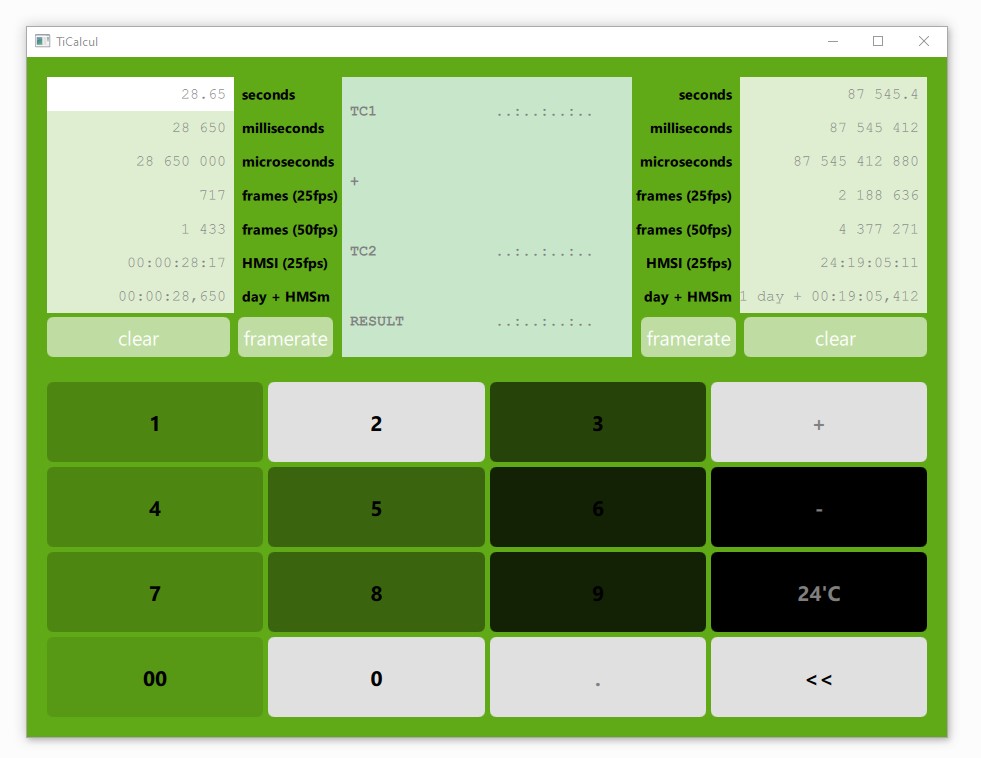 TiCalcul
28.65 seconds TC1 ..:..:..:.. seconds 87 545.4
28 650 milliseconds milliseconds 87 545 412
28 650 000 microseconds + microseconds 87 545 412 880
717 frames (25fps) frames (25fps) 2 188 636
1 433 frames (50fps) TC2 ..:..:..:.. frames (50fps) 4 377 271
00:00:28:17 HMSI (25fps) HMSI (25fps) 24:19:05:11
00:00:28,650 day + HMSm RESULT ..:..:..:.. day + HMSm 1 day + 00:19:05,412
clear framerate framerate clear
1 2 3 +
4 5 6 -
7 8 9 24'C
00 0 . <<